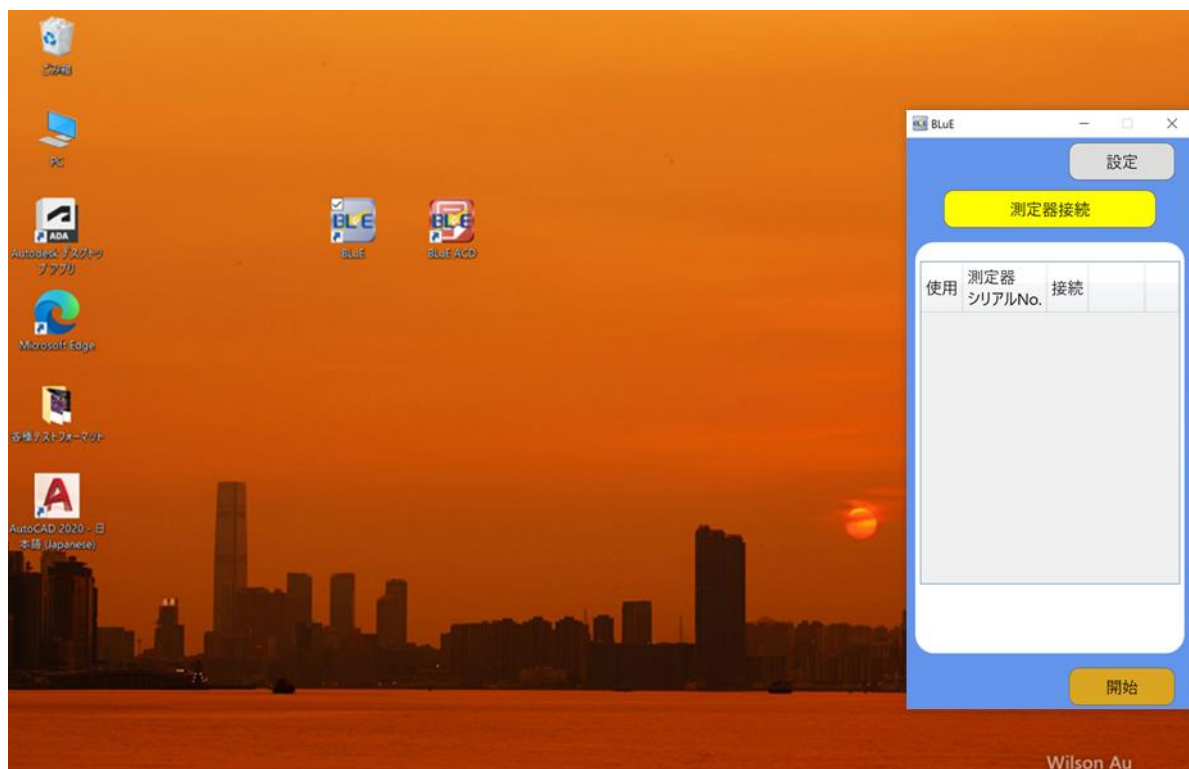 ごみ箱
PC
ADA
Autodesk デスクトッ
プ アプリ
Microsoft Edge
各種テストフォーマット
AutoCAD 2020 - 日
本語 (Japanese)
BLuE
BLuE
BLuE
BLuE ACD
BLuE
設定
測定器接続
使用
測定器
シリアルNo.
接続
開始
Wilson Au